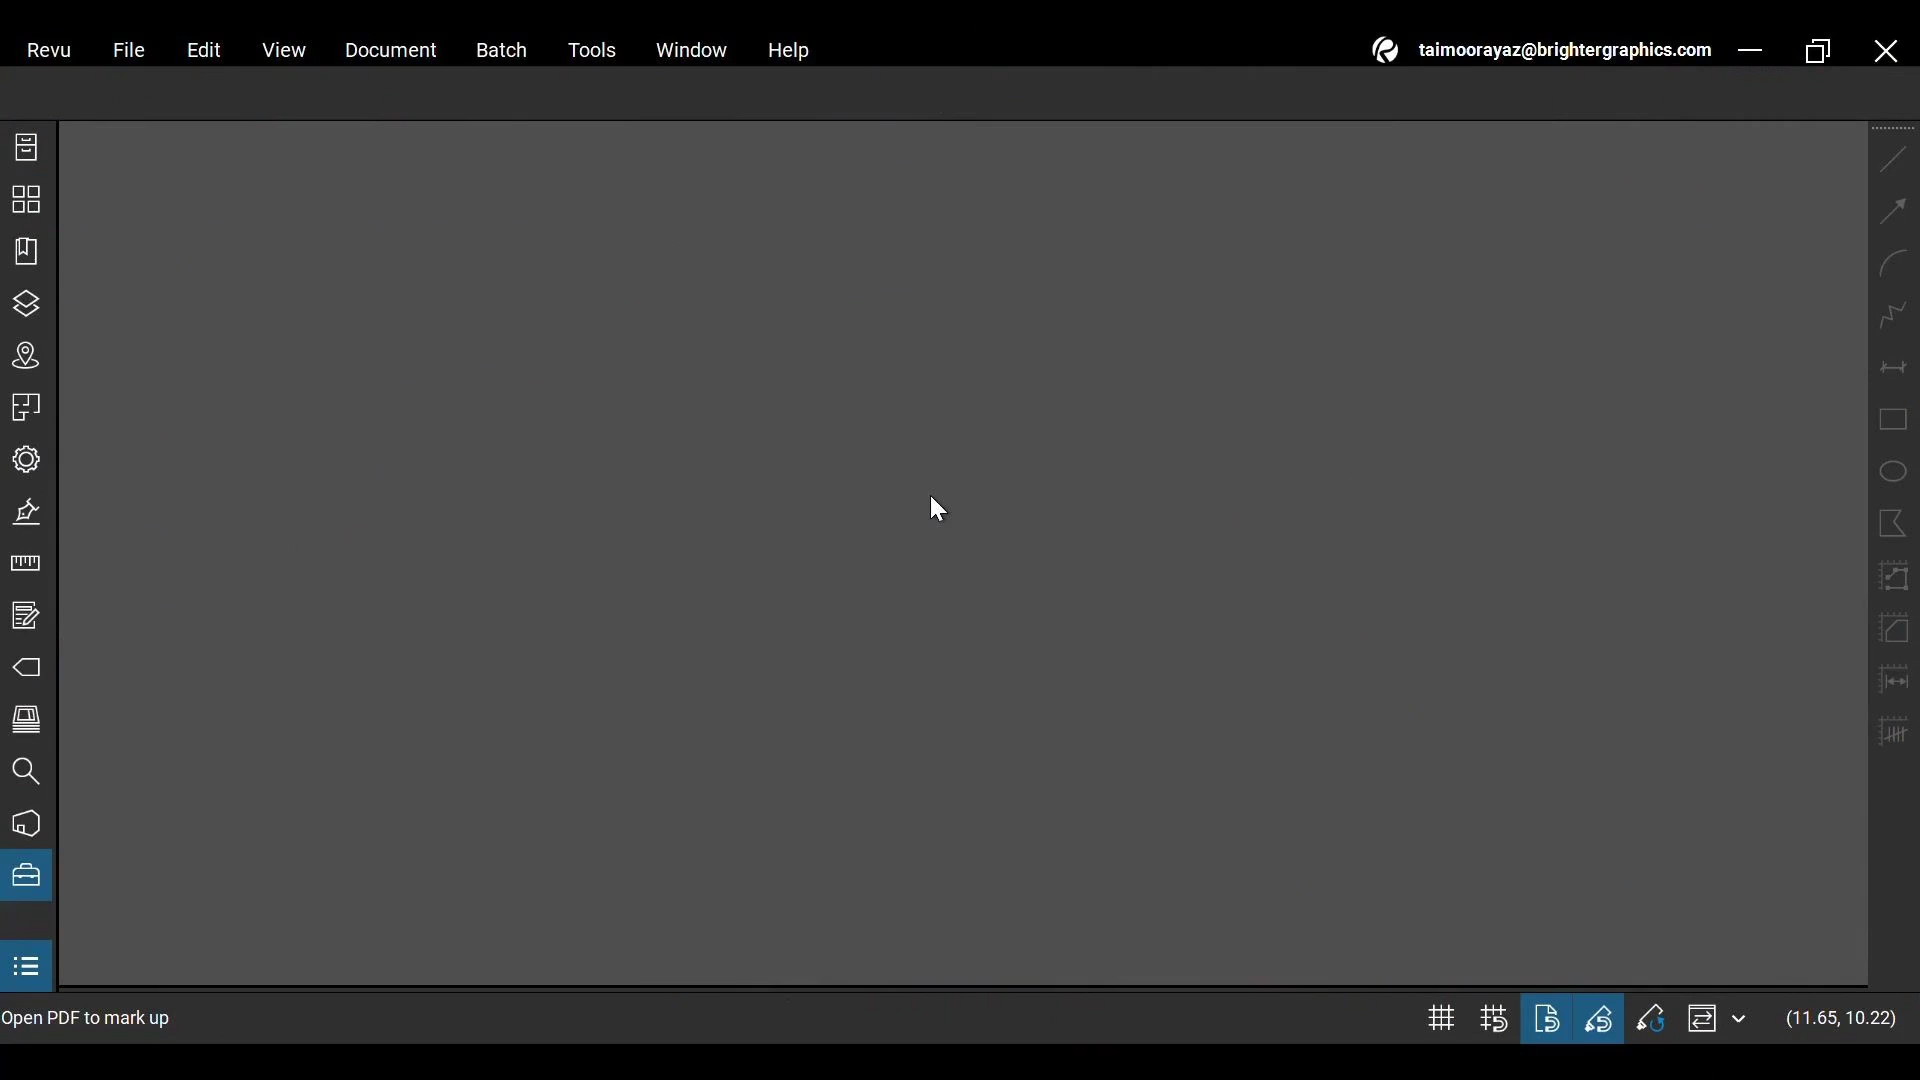 Revu File Edit View Document Batch Tools Window Help taimoorayaz@brightergraphics.com
Open PDF to mark up (11.65, 10.22)